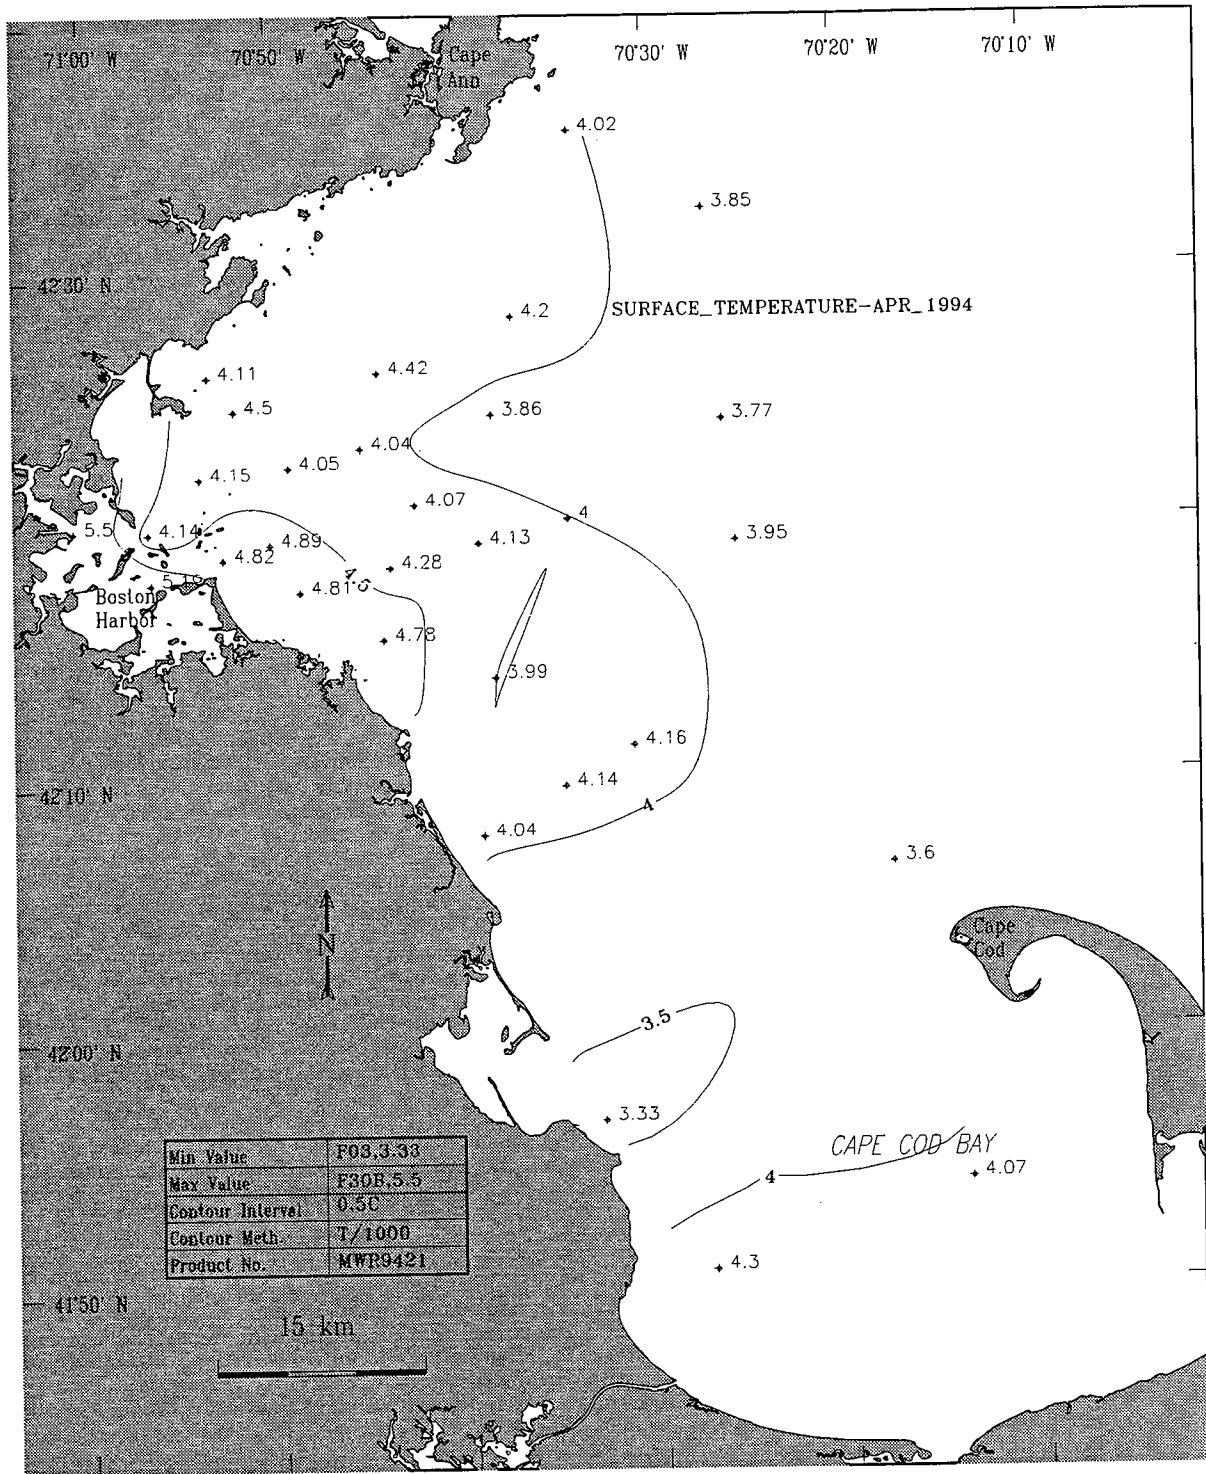 71°00' W
70°50' W
70°30' W
70°20' W
70°10' W
Cape
Ann
4.02
3.85
42°30' N
4.2
SURFACE_TEMPERATURE-APR_1994
4.11
4.42
4.5
3.86
3.77
4.04
4.05
4.15
4.07
4
5.5
4.14
4.89
4.13
3.95
4.82
4.28
4.5
4.81
Boston
Harbor
4.78
3.99
4.16
4.14
42°10' N
4
4.04
3.6
N
Cape
Cod
3.5
42°00' N
3.33
CAPE COD BAY
4
4.07
Min Value F03,3.33
Max Value F30B,5.5
Contour Interval 0.5C
Contour Meth. T/1000
Product No. MWR9421
4.3
41°50' N
15 km